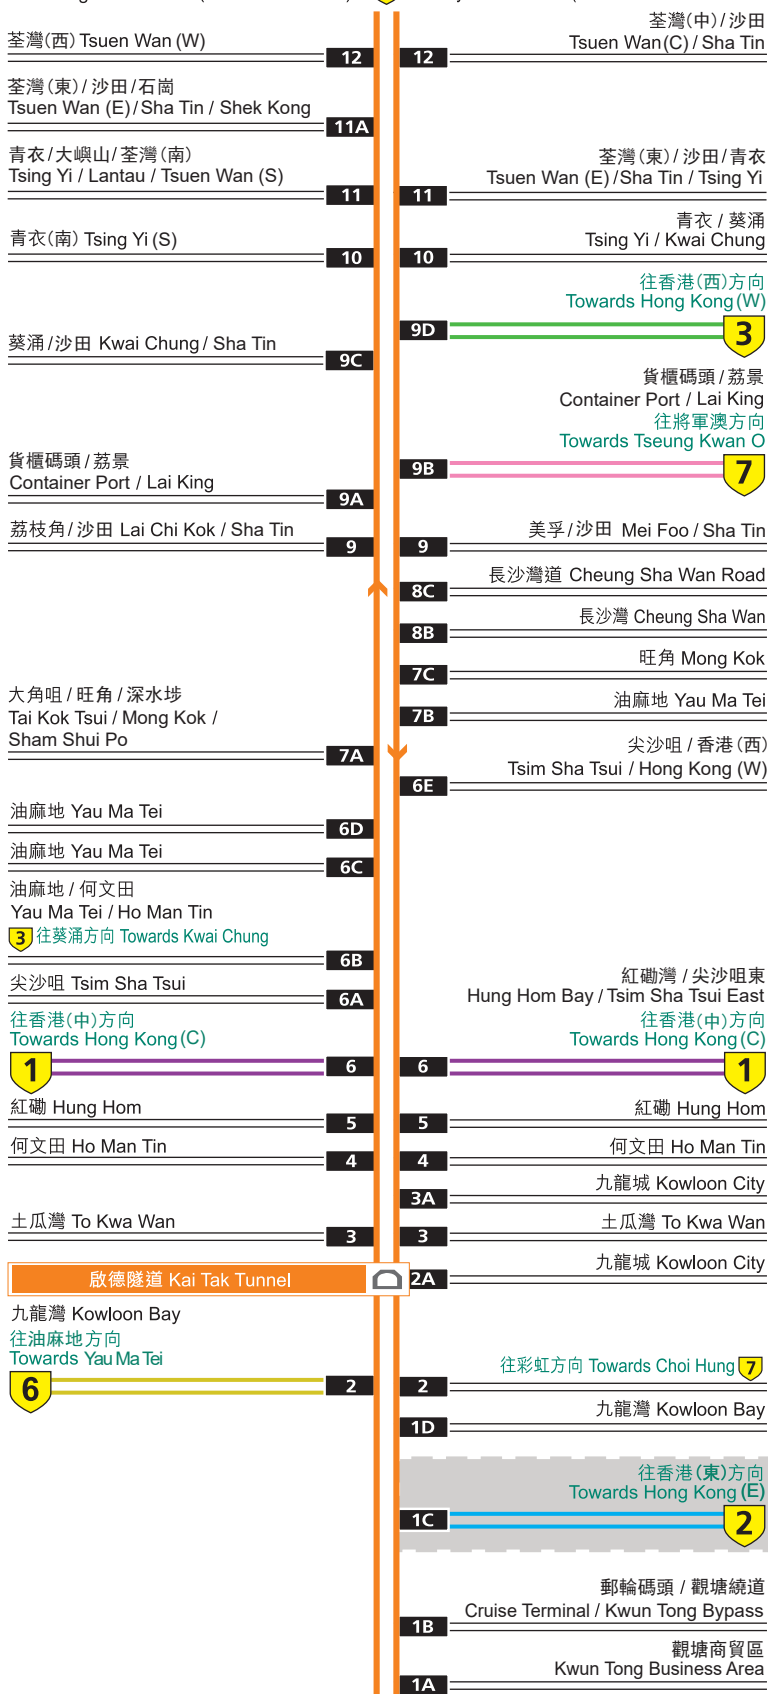 荃灣(西) Tsuen Wan (W)
12
荃灣(中) / 沙田
Tsuen Wan (C) / Sha Tin
12
荃灣(東) / 沙田 / 石崗
Tsuen Wan (E) / Sha Tin / Shek Kong
11A
青衣 / 大嶼山 / 荃灣(南)
Tsing Yi / Lantau / Tsuen Wan (S)
11
荃灣(東) / 沙田 / 青衣
Tsuen Wan (E) / Sha Tin / Tsing Yi
11
青衣(南) Tsing Yi (S)
10
青衣 / 葵涌
Tsing Yi / Kwai Chung
10
往香港(西)方向
Towards Hong Kong (W)
9D
3
葵涌 / 沙田 Kwai Chung / Sha Tin
9C
貨櫃碼頭 / 荔景
Container Port / Lai King
往將軍澳方向
Towards Tseung Kwan O
9B
7
貨櫃碼頭 / 荔景
Container Port / Lai King
9A
荔枝角 / 沙田 Lai Chi Kok / Sha Tin
9
美孚 / 沙田 Mei Foo / Sha Tin
9
長沙灣道 Cheung Sha Wan Road
8C
長沙灣 Cheung Sha Wan
8B
旺角 Mong Kok
7C
油麻地 Yau Ma Tei
7B
大角咀 / 旺角 / 深水埗
Tai Kok Tsui / Mong Kok /
Sham Shui Po
7A
尖沙咀 / 香港 (西)
Tsim Sha Tsui / Hong Kong (W)
6E
油麻地 Yau Ma Tei
6D
油麻地 Yau Ma Tei
6C
油麻地 / 何文田
Yau Ma Tei / Ho Man Tin
3 往葵涌方向 Towards Kwai Chung
6B
尖沙咀 Tsim Sha Tsui
6A
往香港(中)方向
Towards Hong Kong (C)
1
6
紅磡灣 / 尖沙咀東
Hung Hom Bay / Tsim Sha Tsui East
往香港(中)方向
Towards Hong Kong (C)
6
1
紅磡 Hung Hom
5
紅磡 Hung Hom
5
何文田 Ho Man Tin
4
何文田 Ho Man Tin
4
九龍城 Kowloon City
3A
土瓜灣 To Kwa Wan
3
土瓜灣 To Kwa Wan
3
啟德隧道 Kai Tak Tunnel
九龍城 Kowloon City
2A
九龍灣 Kowloon Bay
往油麻地方向
Towards Yau Ma Tei
6
2
往彩虹方向 Towards Choi Hung 7
2
九龍灣 Kowloon Bay
1D
往香港(東)方向
Towards Hong Kong (E)
1C
2
郵輪碼頭 / 觀塘繞道
Cruise Terminal / Kwun Tong Bypass
1B
觀塘商貿區
Kwun Tong Business Area
1A